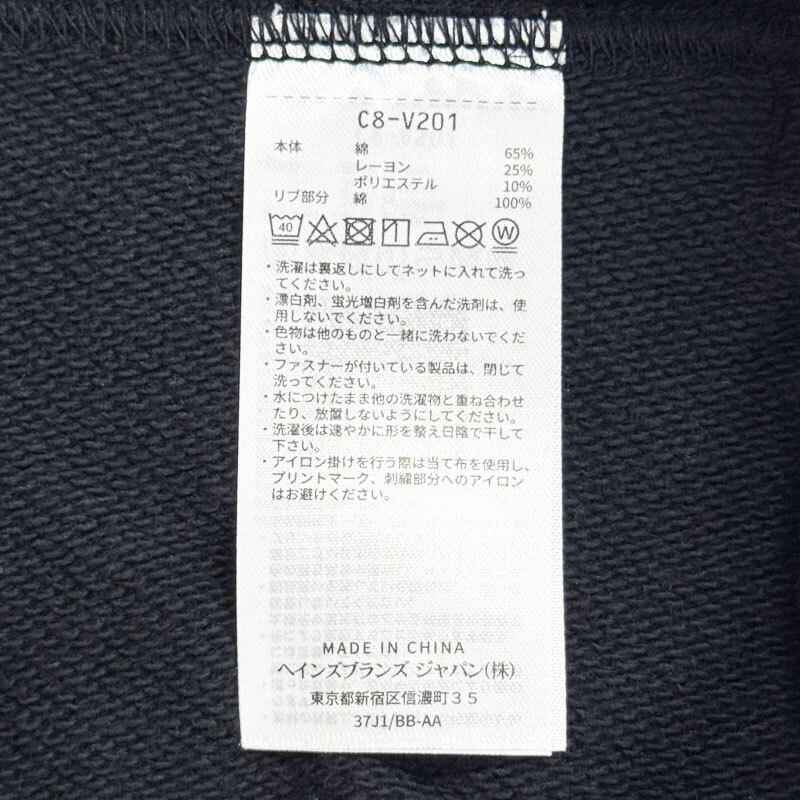 C8-V201
本体 綿 65%
レーヨン 25%
ポリエステル 10%
リブ部分 綿 100%
40
W
・洗濯は裏返しにしてネットに入れて洗っ
てください。
・漂白剤、蛍光増白剤を含んだ洗剤は、使
用しないでください。
・色物は他のものと一緒に洗わないでくだ
さい。
・ファスナーが付いている製品は、閉じて
洗ってください。
・水につけたまま他の洗濯物と重ね合わせ
たり、放置しないようにしてください。
・洗濯後は速やかに形を整え日陰で干して
下さい。
・アイロン掛けを行う際は当て布を使用し、
プリントマーク、刺繍部分へのアイロン
はお避けください。
MADE IN CHINA
ヘインズブランズ ジャパン(株)
東京都新宿区信濃町35
37J1/BB-AA